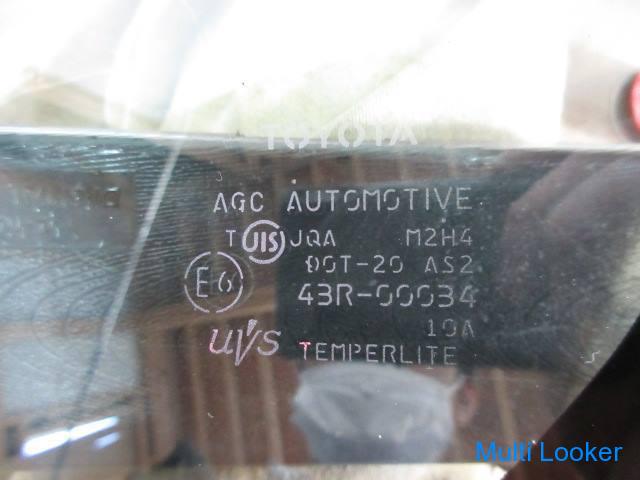 TOYOTA
AGC AUTOMOTIVE
T JIS JQA M2H4
DOT-20 AS2
E6 43R-00034
10A
UVS TEMPERLITE
Multi Looker